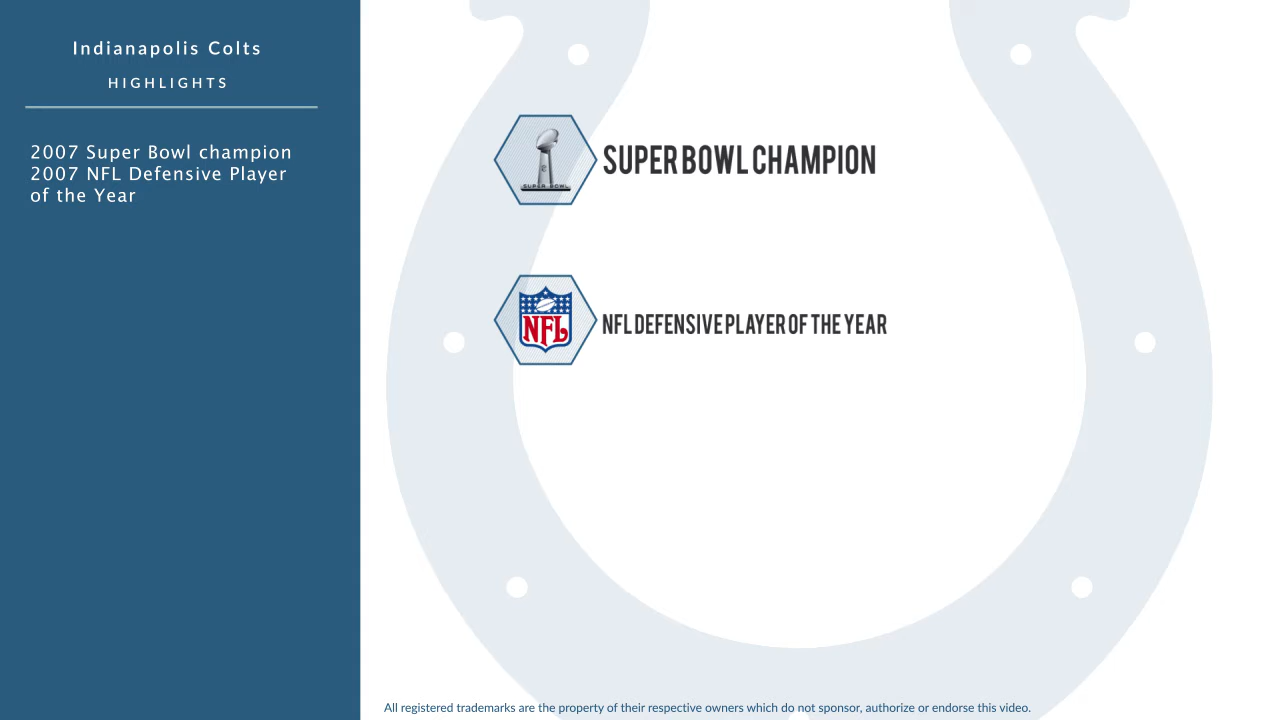 Indianapolis Colts
HIGHLIGHTS
2007 Super Bowl champion
2007 NFL Defensive Player
of the Year
SUPER BOWL
SUPER BOWL CHAMPION
NFL
NFL DEFENSIVE PLAYER OF THE YEAR
All registered trademarks are the property of their respective owners which do not sponsor, authorize or endorse this video.